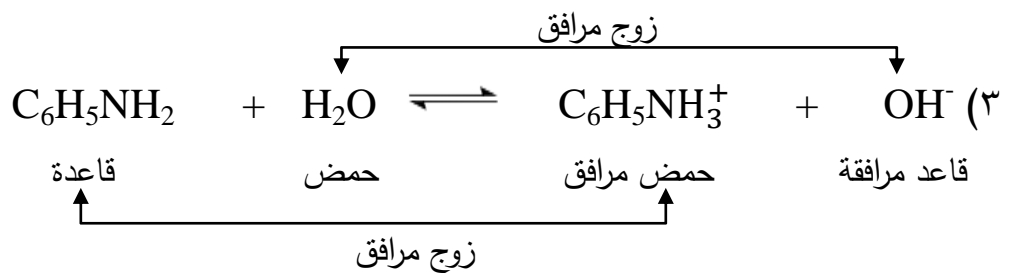 زوج مرافق
C₆H₅NH₂ + H₂O ⇌ C₆H₅NH₃⁺ + OH⁻ (٣
قاعدة حمض حمض مرافق قاعد مرافقة
زوج مرافق